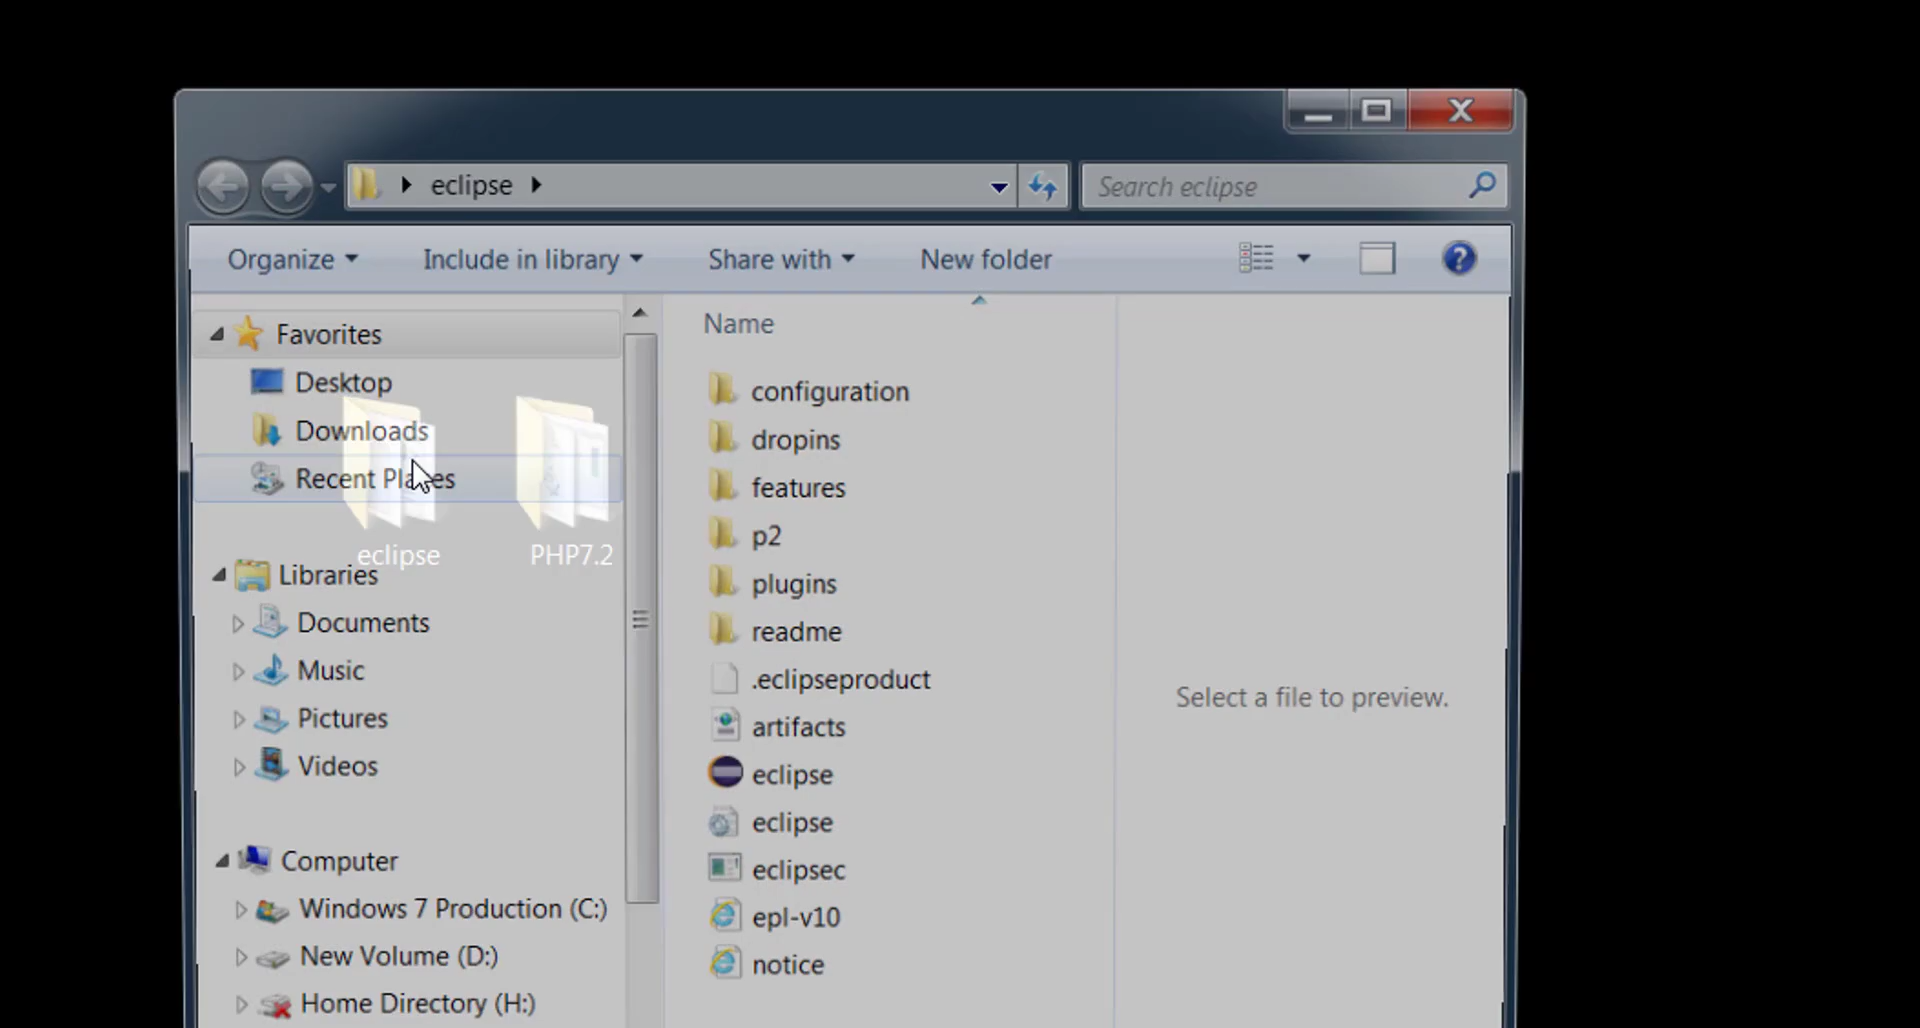 eclipse
Search eclipse
Organize
Include in library
Share with
New folder
Favorites
Desktop
Downloads
Recent Places
eclipse
PHP7.2
Libraries
Documents
Music
Pictures
Videos
Computer
Windows 7 Production (C:)
New Volume (D:)
Home Directory (H:)
Name
configuration
dropins
features
p2
plugins
readme
.eclipseproduct
artifacts
eclipse
eclipse
eclipsec
epl-v10
notice
Select a file to preview.